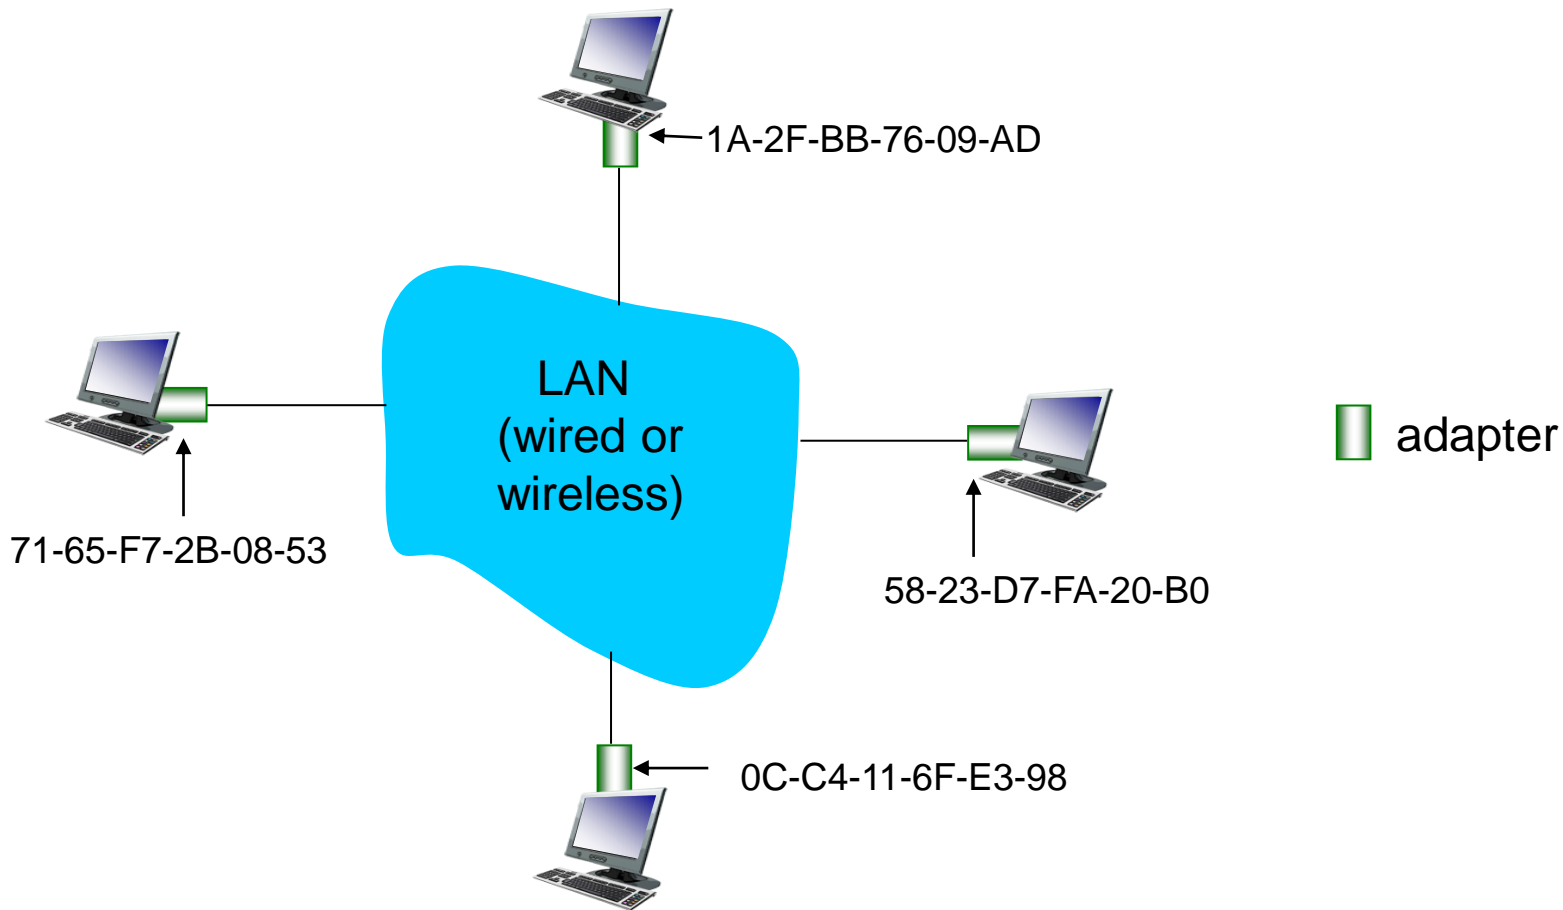 1A-2F-BB-76-09-AD
LAN
(wired or
wireless)
adapter
71-65-F7-2B-08-53
58-23-D7-FA-20-B0
0C-C4-11-6F-E3-98